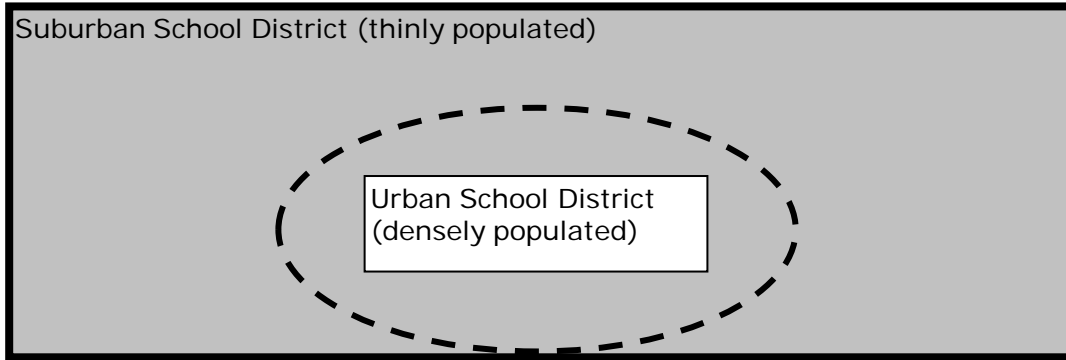 Suburban School District (thinly populated)
Urban School District
(densely populated)